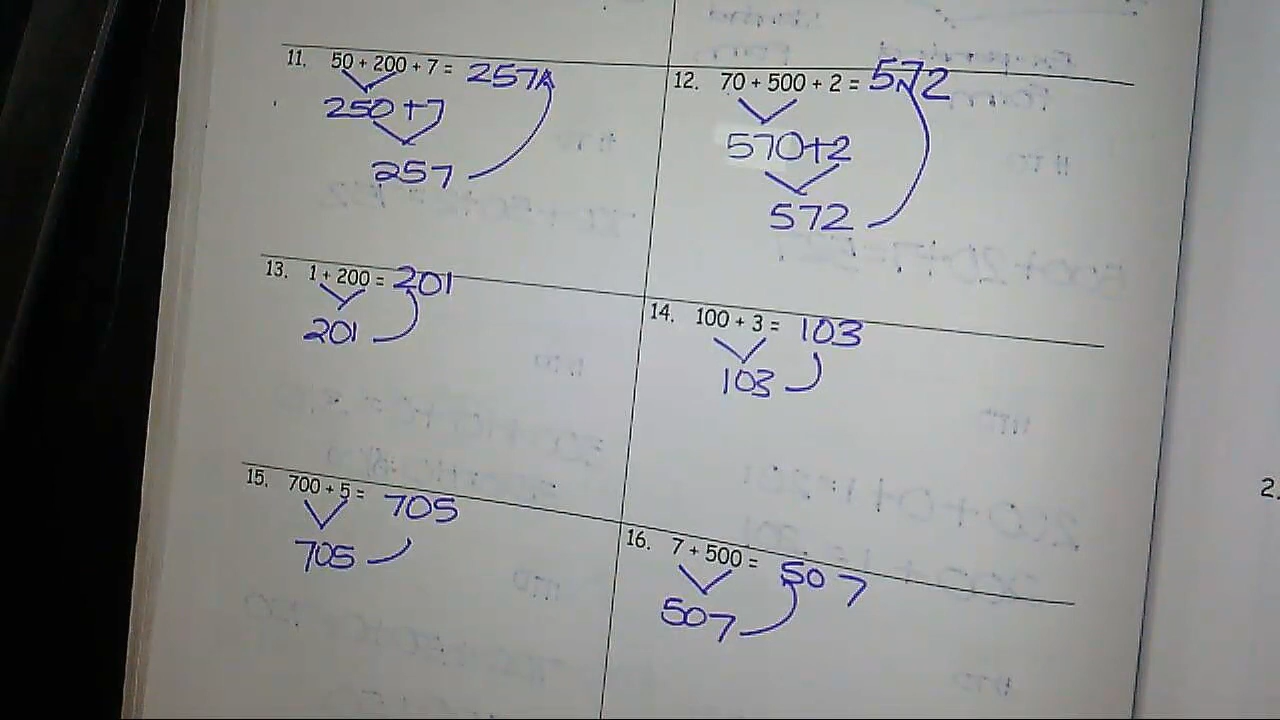 11. 50 + 200 + 7 = 257
250+7
257
12. 70 + 500 + 2 = 572
570+2
572
13. 1 + 200 = 201
201
14. 100 + 3 = 103
103
15. 700 + 5 = 705
705
16. 7 + 500 = 507
507
2.